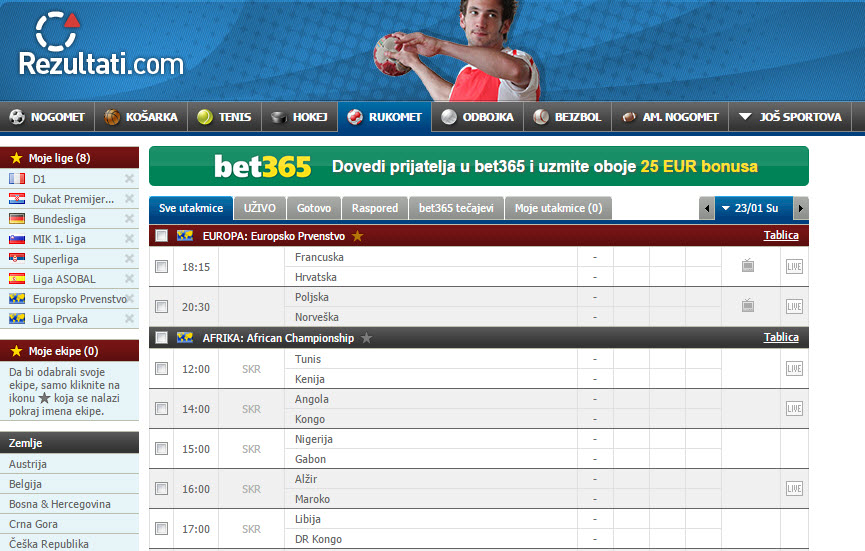 Rezultati.com
NOGOMET KOŠARKA TENIS HOKEJ RUKOMET ODBOJKA BEJZBOL AM. NOGOMET JOŠ SPORTOVA
Moje lige (8)
D1
Dukat Premijer...
Bundesliga
MIK 1. Liga
Superliga
Liga ASOBAL
Europsko Prvenstvo
Liga Prvaka
Moje ekipe (0)
Da bi odabrali svoje
ekipe, samo kliknite na
ikonu koja se nalazi
pokraj imena ekipe.
Zemlje
Austrija
Belgija
Bosna & Hercegovina
Crna Gora
Češka Republika
bet365 Dovedi prijatelja u bet365 i uzmite oboje 25 EUR bonusa
Sve utakmice UŽIVO Gotovo Raspored bet365 tečajevi Moje utakmice (0) 23/01 Su
EUROPA: Europsko Prvenstvo Tablica
18:15 Francuska - LIVE
Hrvatska -
20:30 Poljska - LIVE
Norveška -
AFRIKA: African Championship Tablica
12:00 SKR Tunis - LIVE
Kenija -
14:00 SKR Angola - LIVE
Kongo -
15:00 SKR Nigerija -
Gabon -
16:00 SKR Alžir - LIVE
Maroko -
17:00 SKR Libija -
DR Kongo -